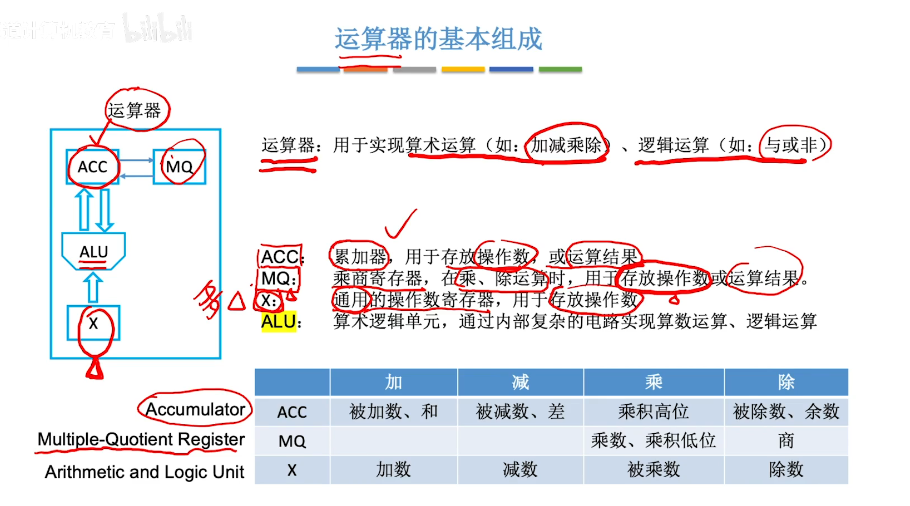 bilibili
运算器的基本组成
运算器
ACC
MQ
ALU
X
运算器：用于实现算术运算（如：加减乘除）、逻辑运算（如：与或非）
ACC： 累加器，用于存放操作数，或运算结果。
MQ： 乘商寄存器，在乘、除运算时，用于存放操作数或运算结果。
多
X： 通用的操作数寄存器，用于存放操作数
ALU： 算术逻辑单元，通过内部复杂的电路实现算数运算、逻辑运算
Accumulator
Multiple-Quotient Register
Arithmetic and Logic Unit
加 减 乘 除
ACC 被加数、和 被减数、差 乘积高位 被除数、余数
MQ 乘数、乘积低位 商
X 加数 减数 被乘数 除数